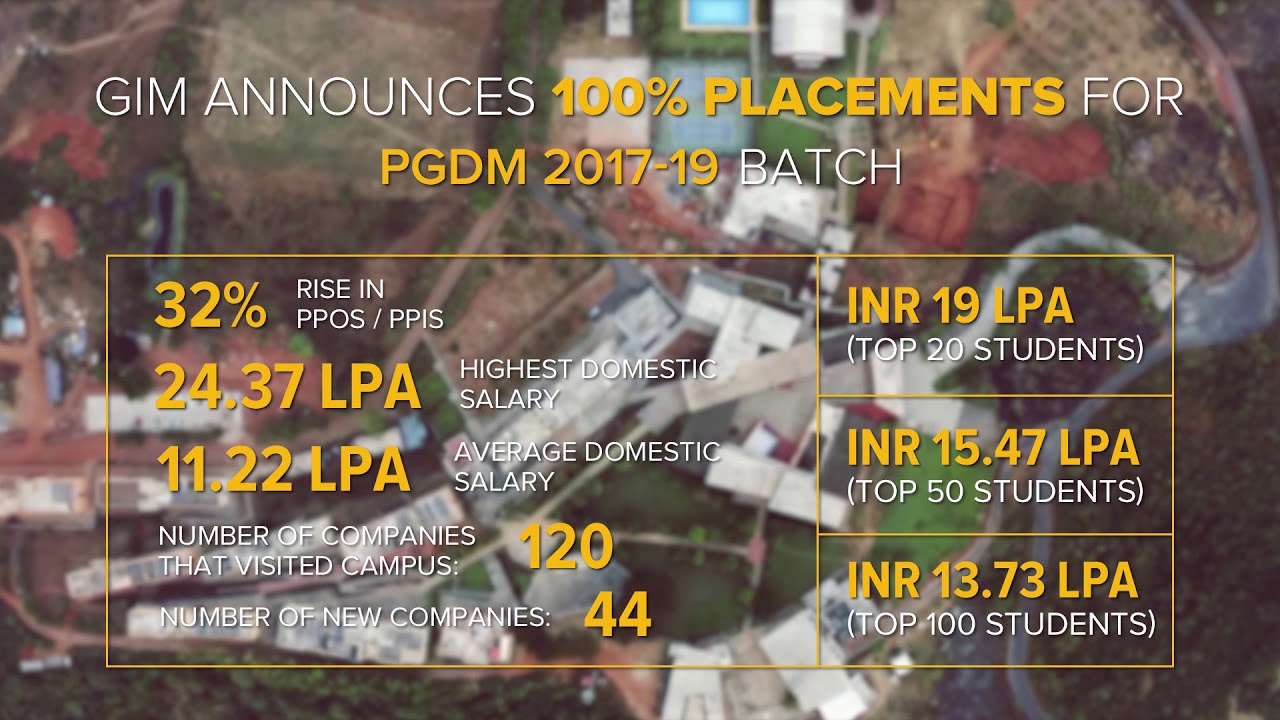 GIM ANNOUNCES 100% PLACEMENTS FOR
PGDM 2017-19 BATCH
32% RISE IN
PPOS / PPIS
24.37 LPA HIGHEST DOMESTIC
SALARY
11.22 LPA AVERAGE DOMESTIC
SALARY
NUMBER OF COMPANIES
THAT VISITED CAMPUS: 120
NUMBER OF NEW COMPANIES: 44
INR 19 LPA
(TOP 20 STUDENTS)
INR 15.47 LPA
(TOP 50 STUDENTS)
INR 13.73 LPA
(TOP 100 STUDENTS)